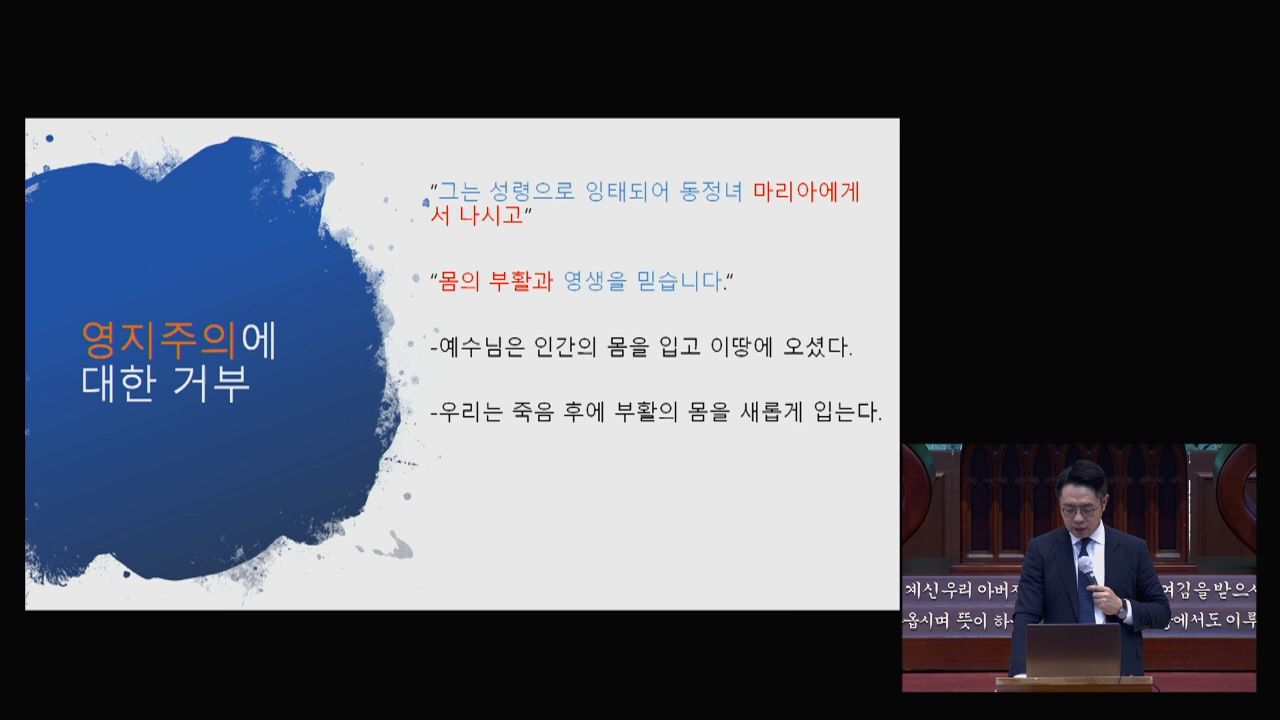 영지주의에
대한 거부
“그는 성령으로 잉태되어 동정녀 마리아에게
서 나시고”
“몸의 부활과 영생을 믿습니다.“
-예수님은 인간의 몸을 입고 이땅에 오셨다.
-우리는 죽음 후에 부활의 몸을 새롭게 입는다.
계신우리 아버지 여김을 받으시
옵시며 뜻이 하 에서도 이루